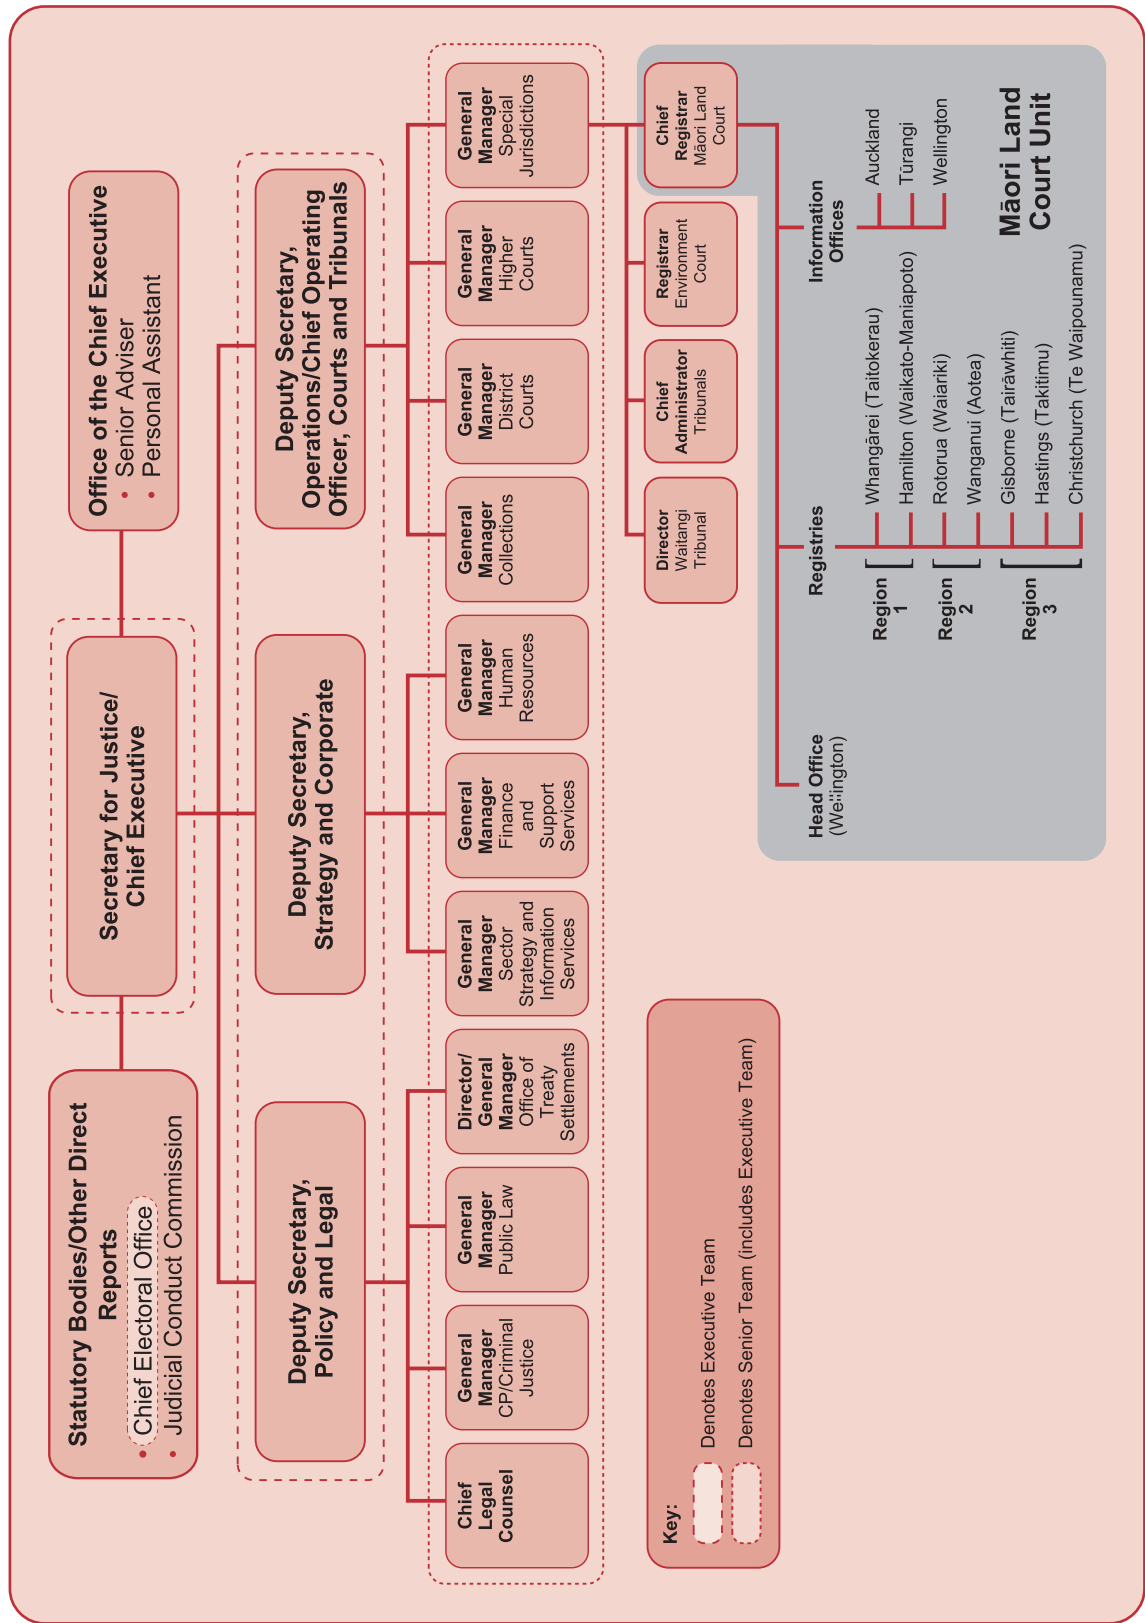 Statutory Bodies/Other Direct
Reports
• Chief Electoral Office
• Judicial Conduct Commission
Secretary for Justice/
Chief Executive
Office of the Chief Executive
• Senior Adviser
• Personal Assistant
Deputy Secretary,
Policy and Legal
Deputy Secretary,
Strategy and Corporate
Deputy Secretary,
Operations/Chief Operating
Officer, Courts and Tribunals
Chief
Legal
Counsel
General
Manager
CP/Criminal
Justice
General
Manager
Public Law
Director/
General
Manager
Office of
Treaty
Settlements
General
Manager
Sector
Strategy and
Information
Services
General
Manager
Finance
and
Support
Services
General
Manager
Human
Resources
General
Manager
Collections
General
Manager
District
Courts
General
Manager
Higher
Courts
General
Manager
Special
Jurisdictions
Director
Waitangi
Tribunal
Chief
Administrator
Tribunals
Registrar
Environment
Court
Chief
Registrar
Māori Land
Court
Head Office
(Wellington)
Registries
Region
1
Whangārei (Taitokerau)
Hamilton (Waikato-Maniapoto)
Region
2
Rotorua (Waiariki)
Wanganui (Aotea)
Region
3
Gisborne (Tairāwhiti)
Hastings (Takitimu)
Christchurch (Te Waipounamu)
Information
Offices
Auckland
Tūrangi
Wellington
Māori Land
Court Unit
Key:
Denotes Executive Team
Denotes Senior Team (includes Executive Team)